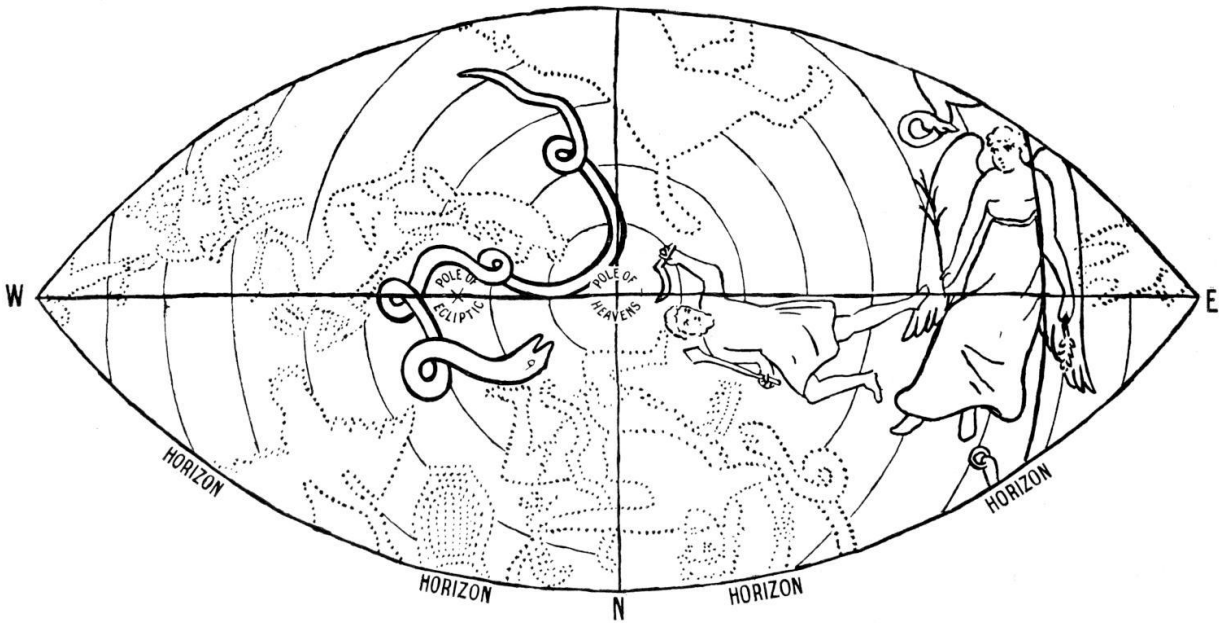 W
POLE OF
ECLIPTIC
POLE OF
HEAVENS
E
HORIZON
HORIZON
HORIZON
N
HORIZON